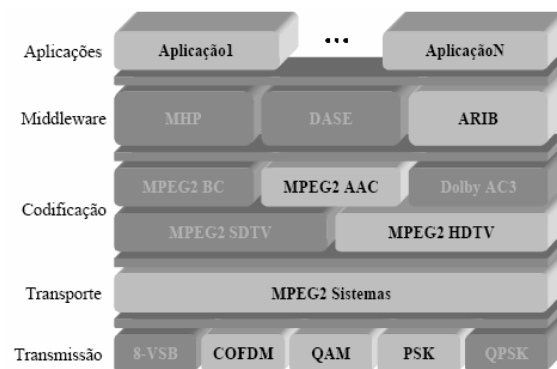 Aplicações Aplicação1 ... AplicaçãoN
Middleware MHP DASE ARIB
MPEG2 BC MPEG2 AAC Dolby AC3
Codificação
MPEG2 SDTV MPEG2 HDTV
Transporte MPEG2 Sistemas
Transmissão 8-VSB COFDM QAM PSK QPSK